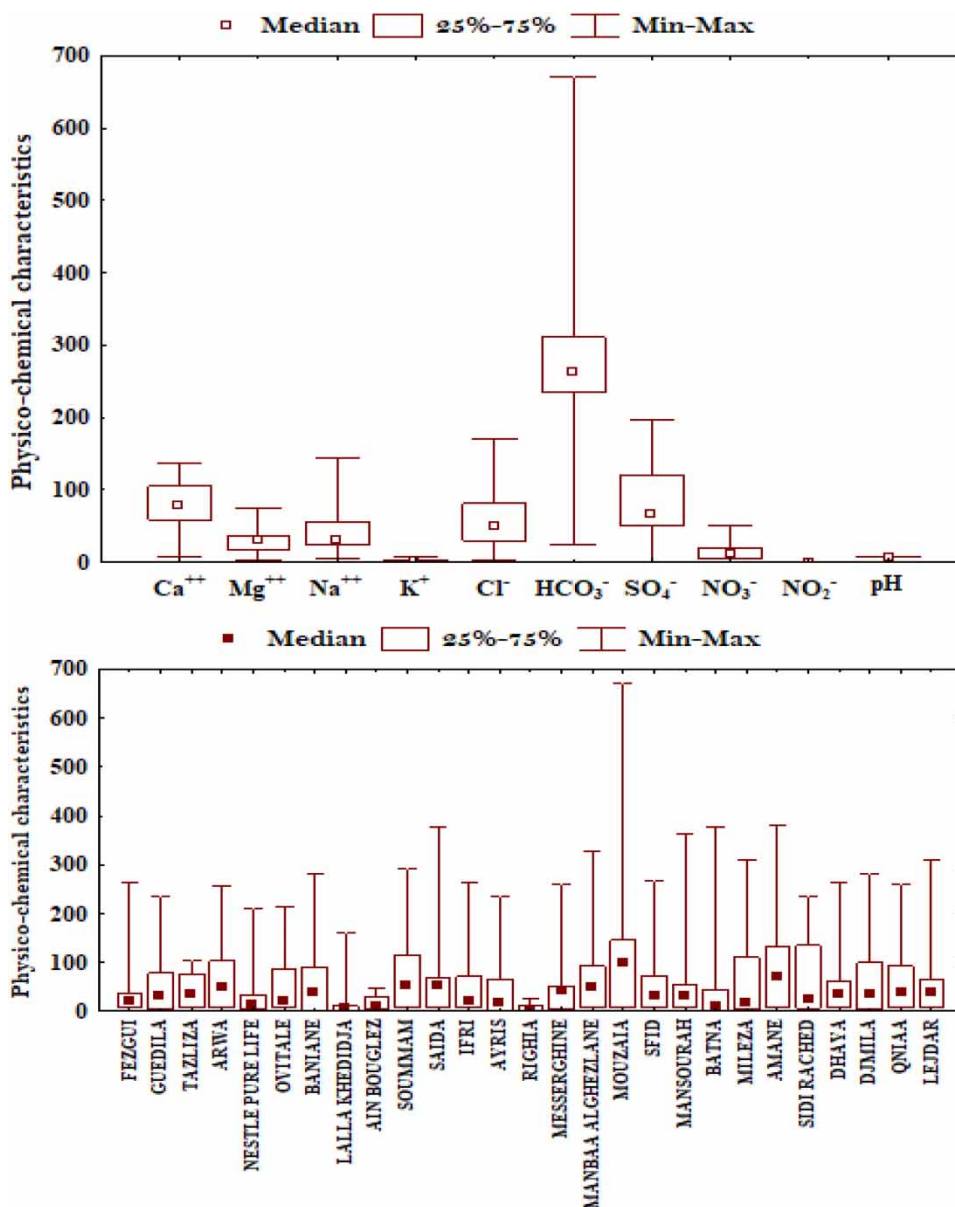 Median 25%-75% Min-Max
Physico-chemical characteristics
700
600
500
400
300
200
100
0
Ca⁺⁺ Mg⁺⁺ Na⁺⁺ K⁺ Cl⁻ HCO₃⁻ SO₄⁻ NO₃⁻ NO₂⁻ pH
Median 25%-75% Min-Max
Physico-chemical characteristics
700
600
500
400
300
200
100
0
FEZGUI
GUEDILA
TAZLIZA
ARWA
NESTLE PURE LIFE
OVITALE
BANIANE
LALLA KHEDIDJA
AIN BOUGLEZ
SOUMMAM
SAIDA
IFRI
AYRIS
RIGHIA
MESSERGHINE
MANBAA ALGHEZLANE
MOUZAIA
SFID
MANSOURAH
BATNA
MILEZA
AMANE
SIDI RACHED
DHAYA
DJMILA
QNIAA
LEJDAR